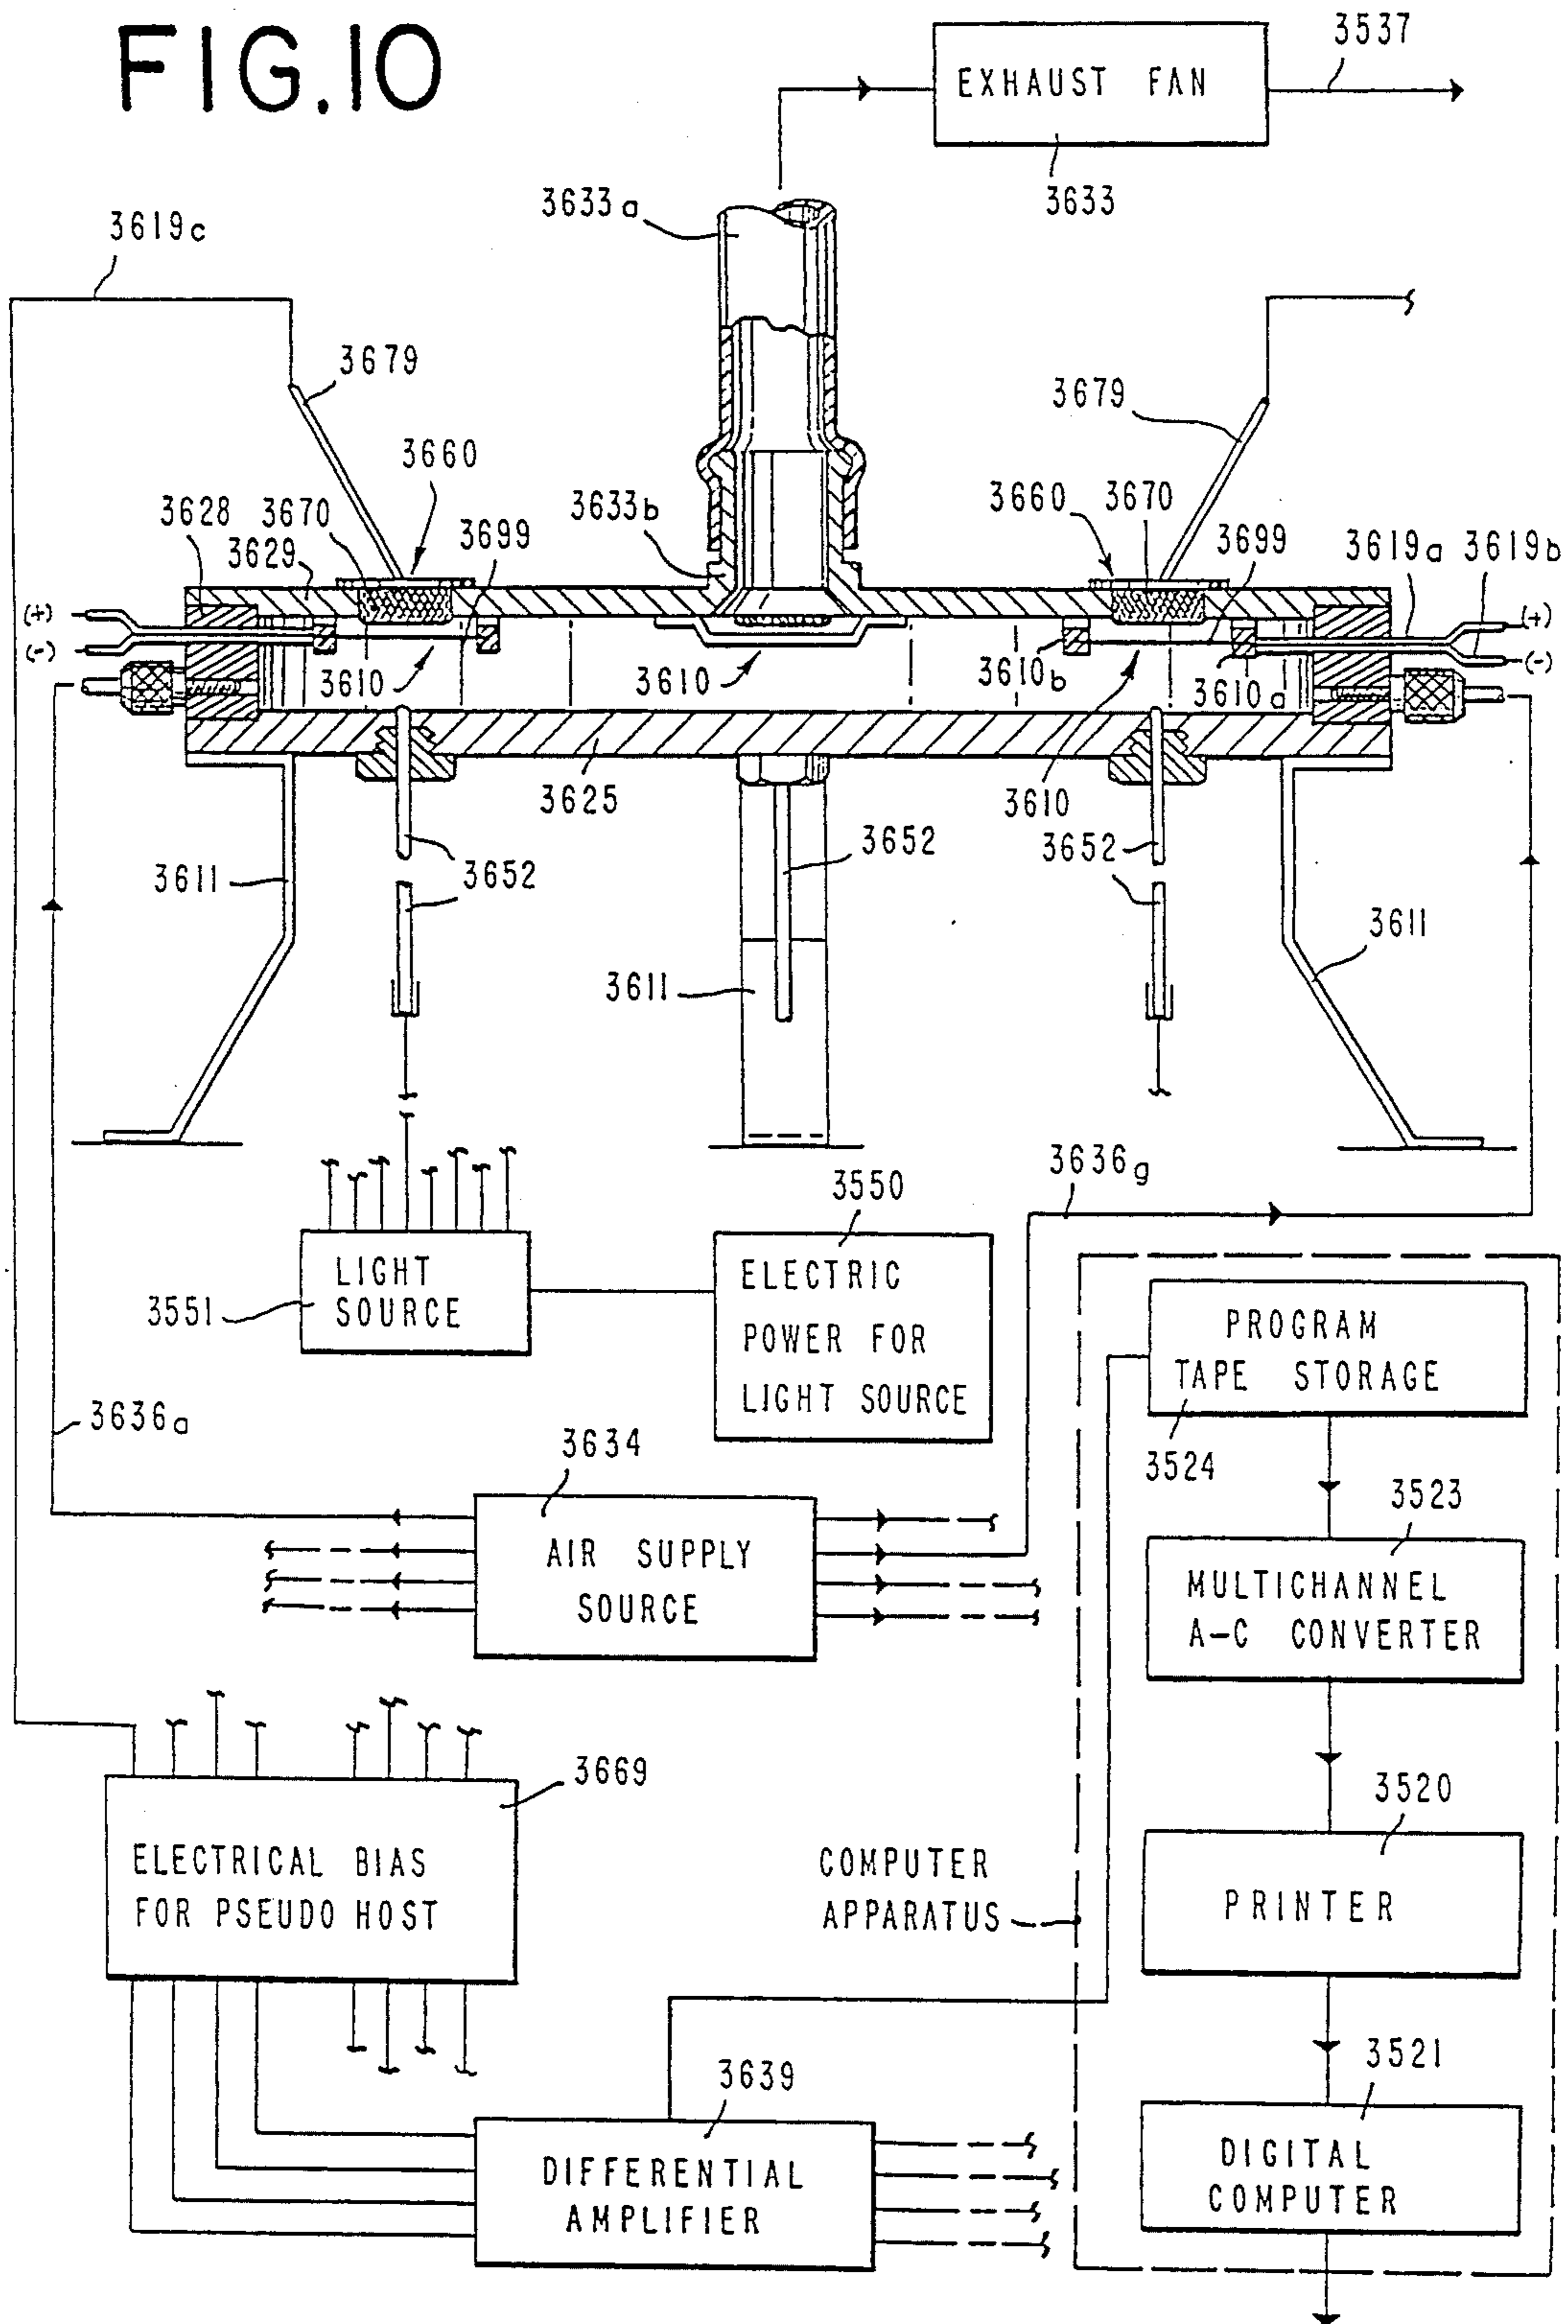 FIG.10
3537
EXHAUST FAN
3633
3633a
3619c
3679
3679
3660
3660
3670
3628
3670
3633b
3699
3699
3619a
3619b
3629
(+)
(+)
(-)
(-)
3610
3610
3610b
3610a
3625
3610
3652
3652
3611
3652
3652
3611
3611
3636g
3550
LIGHT
SOURCE
3551
ELECTRIC
POWER FOR
LIGHT SOURCE
PROGRAM
TAPE STORAGE
3524
3636a
3634
3523
AIR SUPPLY
SOURCE
MULTICHANNEL
A-C CONVERTER
3669
3520
ELECTRICAL BIAS
FOR PSEUDO HOST
COMPUTER
APPARATUS
PRINTER
3639
3521
DIFFERENTIAL
AMPLIFIER
DIGITAL
COMPUTER